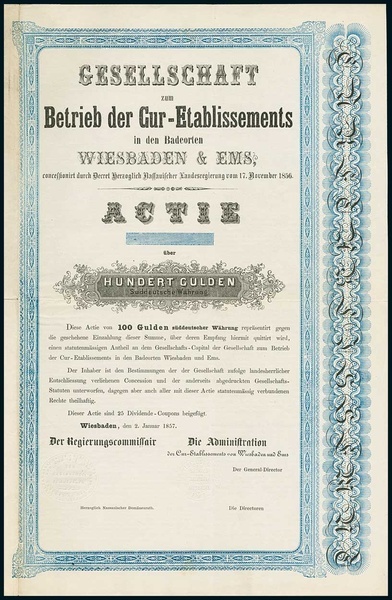 GESELLSCHAFT
zum
Betrieb der Cur-Etablissements
in den Badeorten
WIESBADEN & EMS,
concessionirt durch Decret Herzoglich Nassauischer Landesregierung vom 17. November 1856.
ACTIE
über
HUNDERT GULDEN
Süddeutsche Währung
Diese Actie von 100 Gulden süddeutscher Währung repräsentirt gegen
die geschehene Einzahlung dieser Summe, über deren Empfang hiermit quittirt wird,
einen statutenmässigen Antheil an dem Gesellschafts-Capital der Gesellschaft zum Betrieb
der Cur-Etablissements in den Badeorten Wiesbaden und Ems.
Der Inhaber ist den Bestimmungen der der Gesellschaft zufolge landesherrlicher
Entschliessung verliehenen Concession und der anderseits abgedruckten Gesellschafts-
Statuten unterworfen, dagegen aber auch aller mit dieser Actie statutenmässig verbundenen
Rechte theilhaftig.
Dieser Actie sind 25 Dividende-Coupons beigefügt.
Wiesbaden, den 2. Januar 1857.
Der Regierungscommissair
Die Administration
der Cur-Etablissements von Wiesbaden und Ems
Der General-Director
Herzoglich Nassauischer
Die Directoren